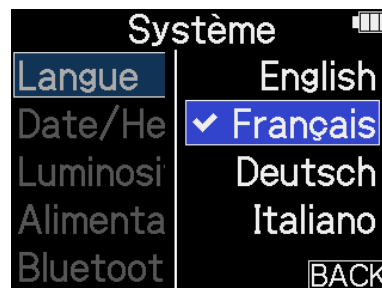 Système
Langue
Date/He
Luminosi
Alimenta
Bluetoot
English
✓ Français
Deutsch
Italiano
BACK